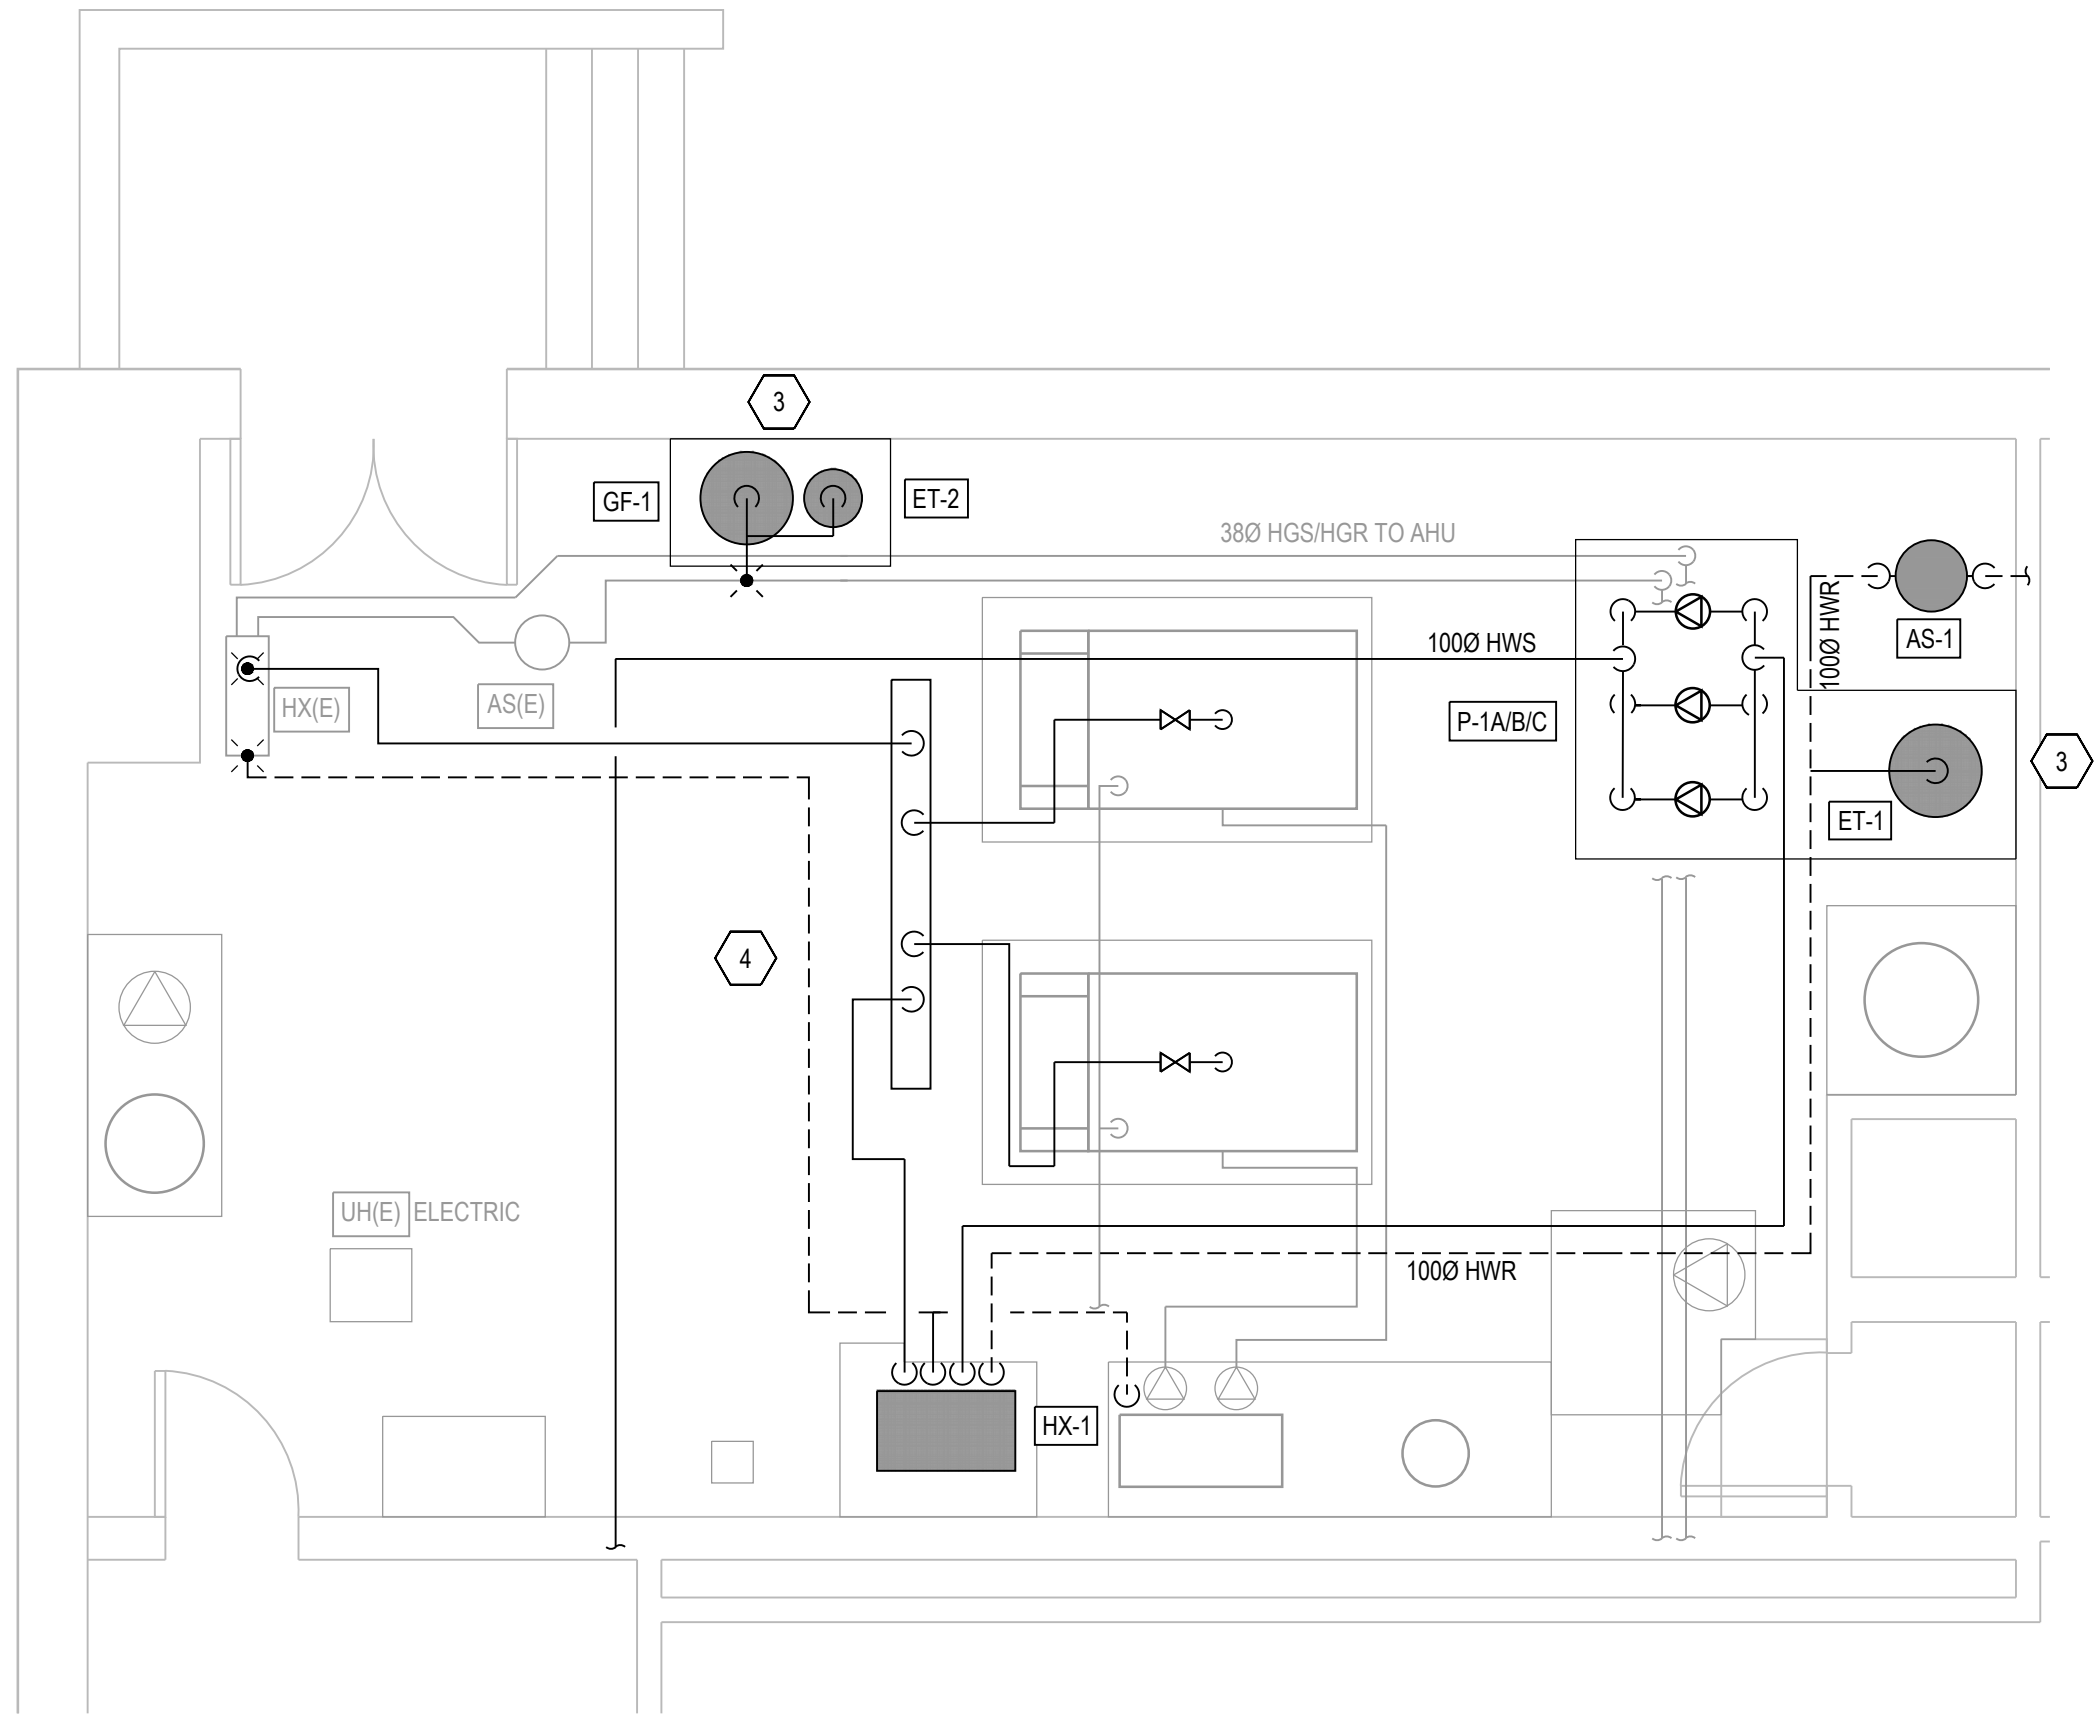 3
GF-1
ET-2
38Ø HGS/HGR TO AHU
100Ø HWR
AS-1
100Ø HWS
HX(E)
AS(E)
P-1A/B/C
3
ET-1
4
UH(E) ELECTRIC
100Ø HWR
HX-1